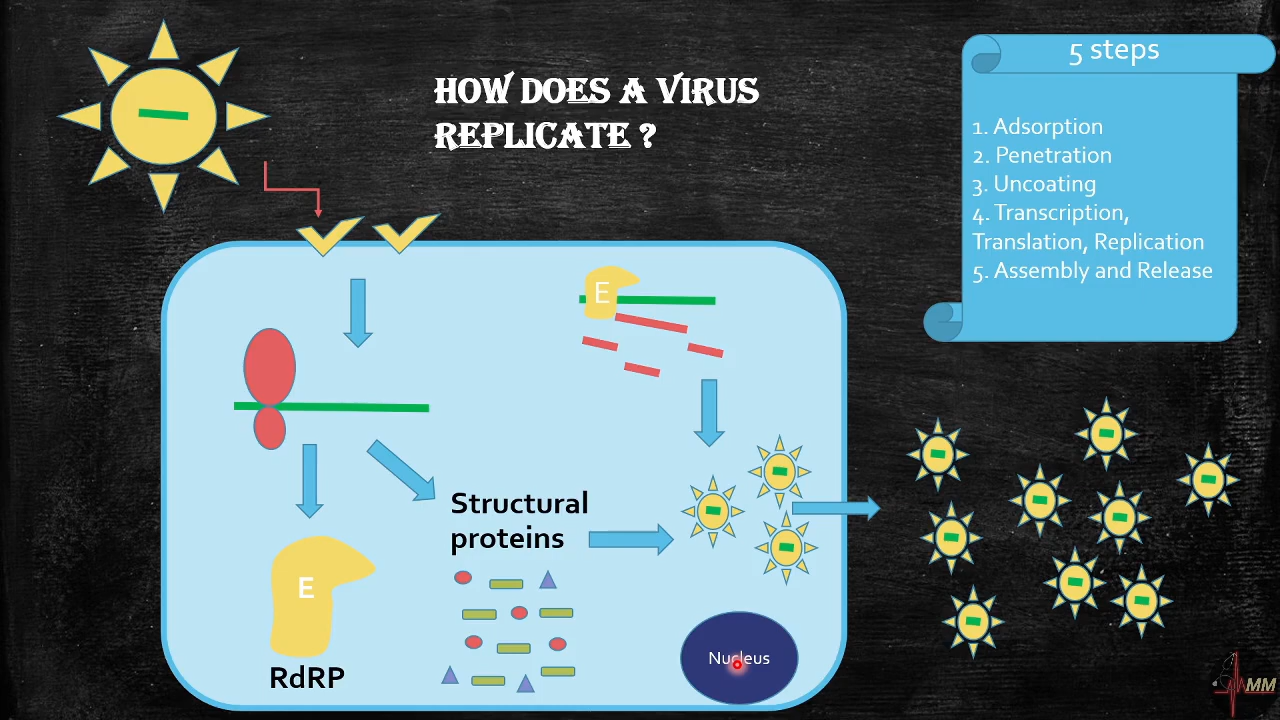 HOW DOES A VIRUS
REPLICATE ?
5 steps
1. Adsorption
2. Penetration
3. Uncoating
4. Transcription,
Translation, Replication
5. Assembly and Release
E
Structural
proteins
E
RdRP
Nucleus
MM